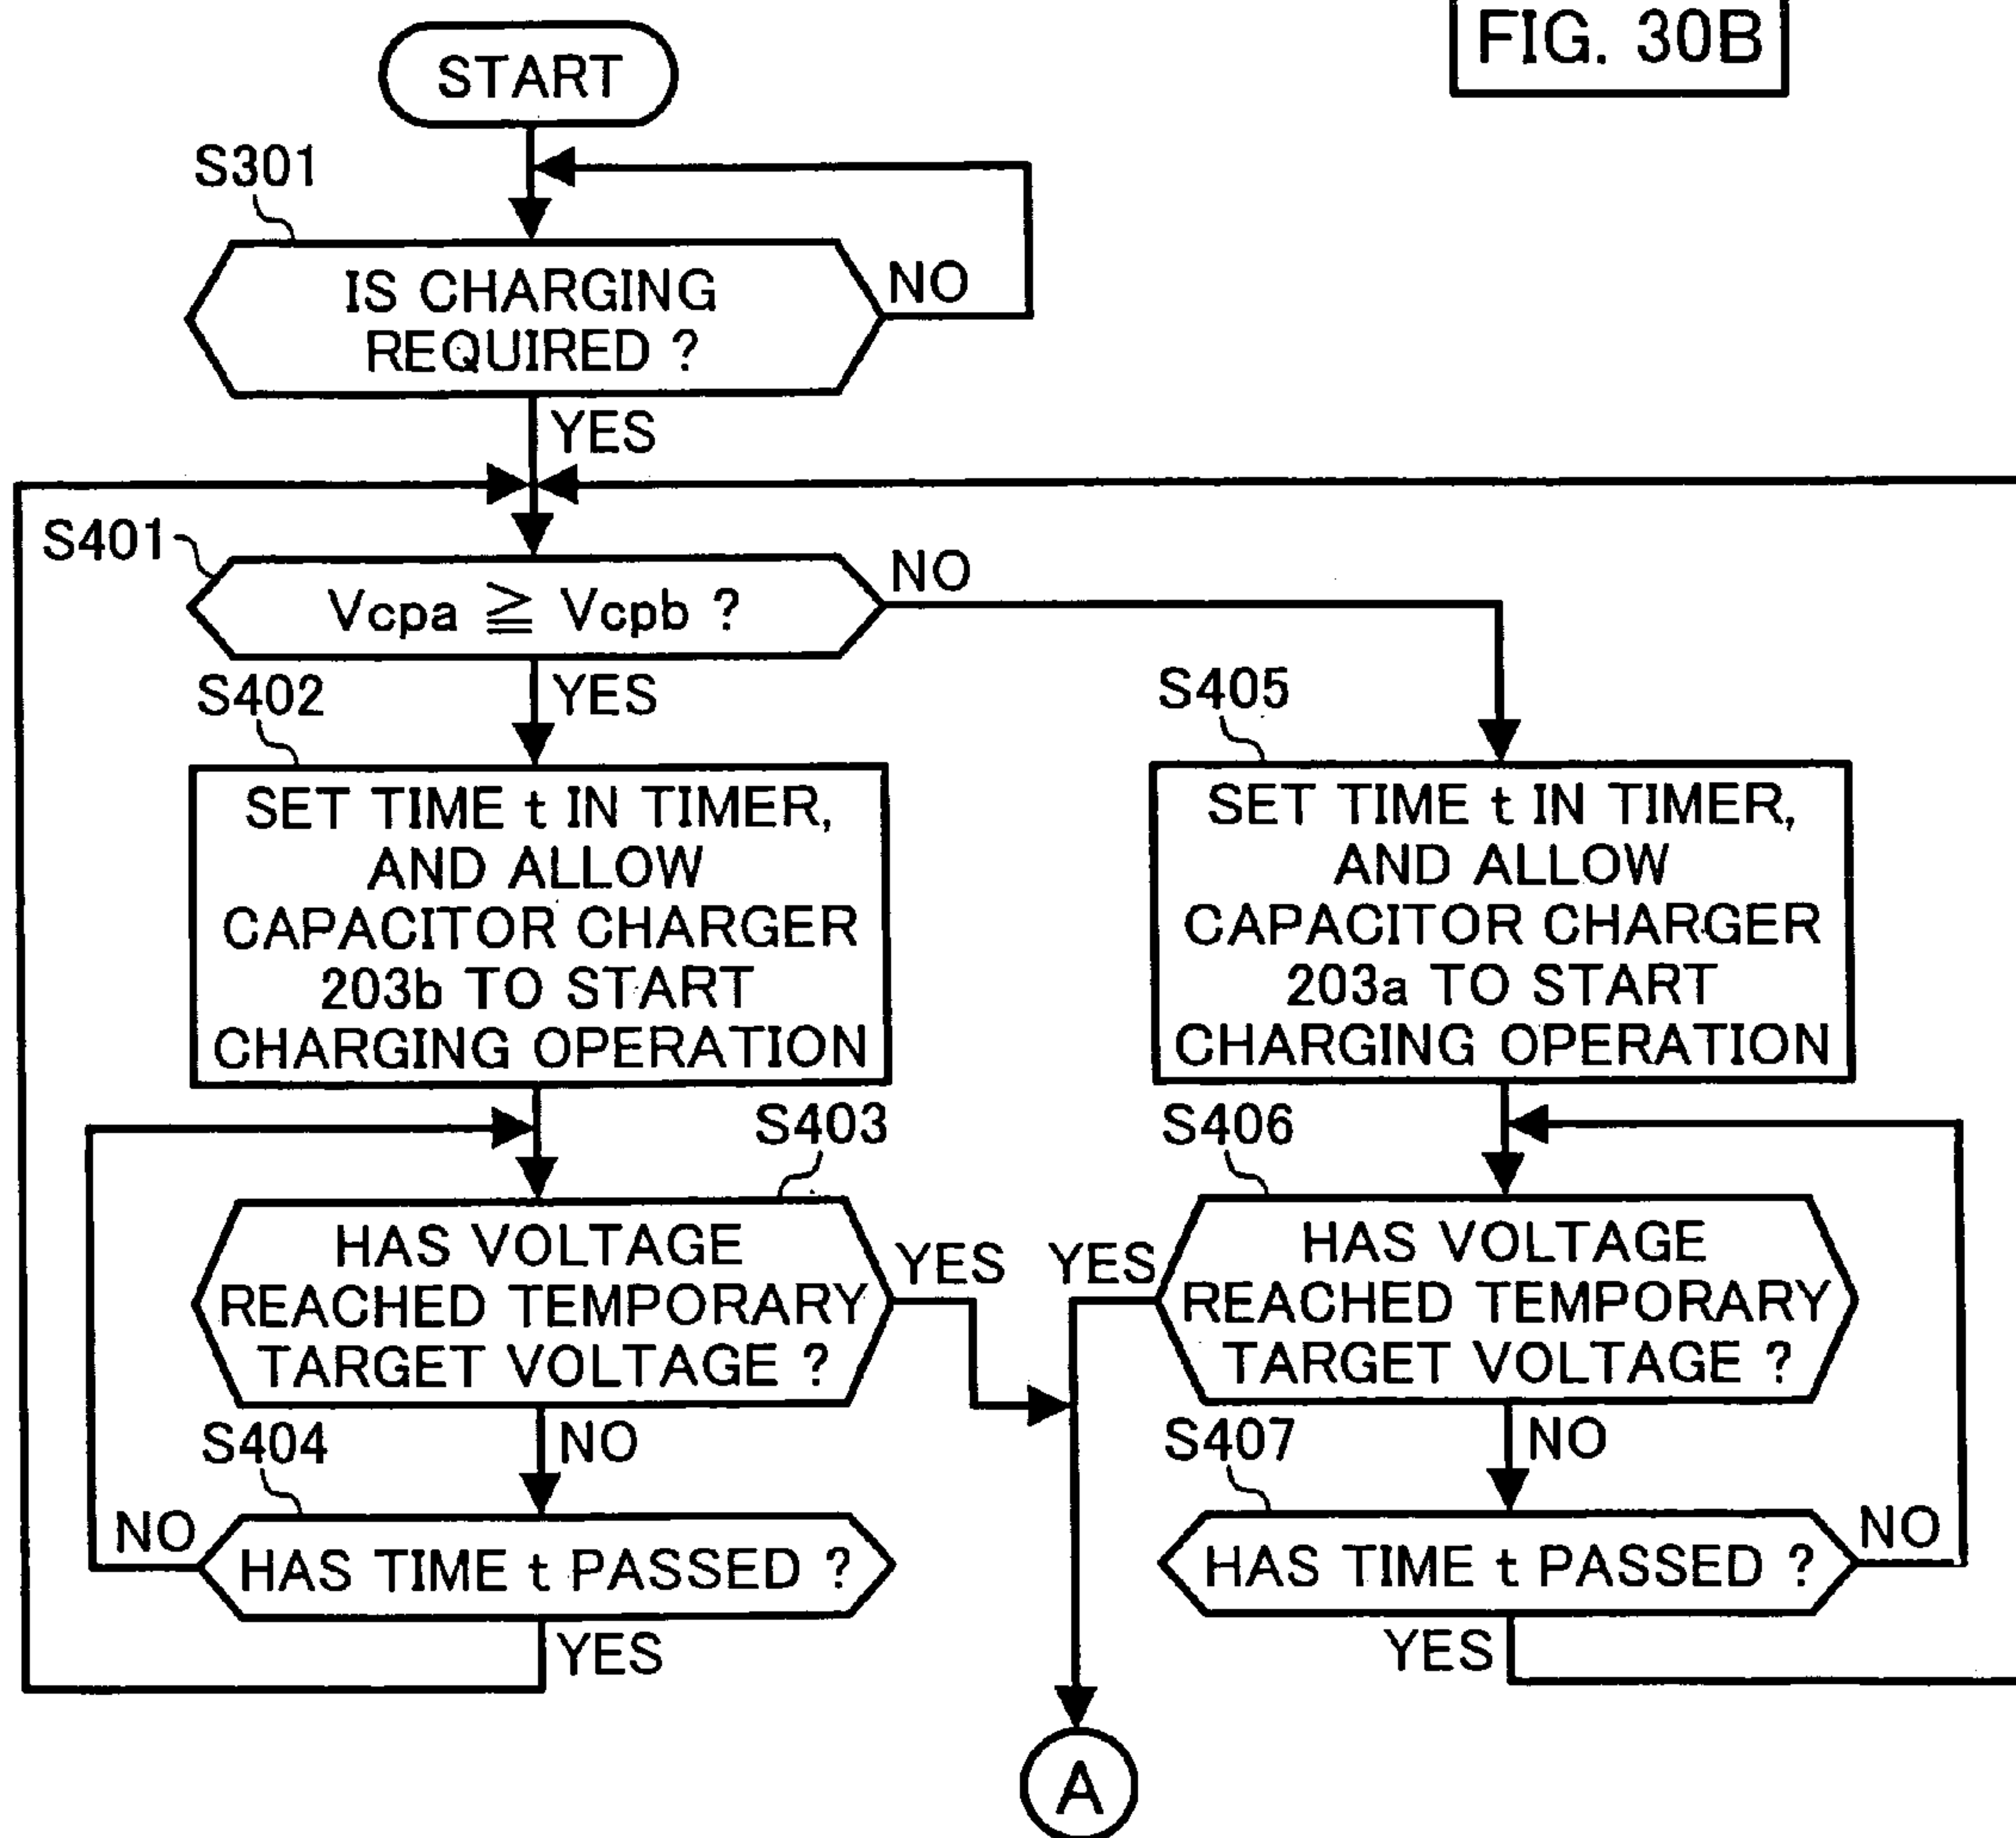 FIG. 30B
START
S301
IS CHARGING
REQUIRED ?
NO
YES
S401
Vcpa ≧ Vcpb ?
NO
YES
S402
SET TIME t IN TIMER,
AND ALLOW
CAPACITOR CHARGER
203b TO START
CHARGING OPERATION
S405
SET TIME t IN TIMER,
AND ALLOW
CAPACITOR CHARGER
203a TO START
CHARGING OPERATION
S403
HAS VOLTAGE
REACHED TEMPORARY
TARGET VOLTAGE ?
YES
NO
S406
HAS VOLTAGE
REACHED TEMPORARY
TARGET VOLTAGE ?
YES
NO
S404
HAS TIME t PASSED ?
NO
YES
S407
HAS TIME t PASSED ?
NO
YES
A